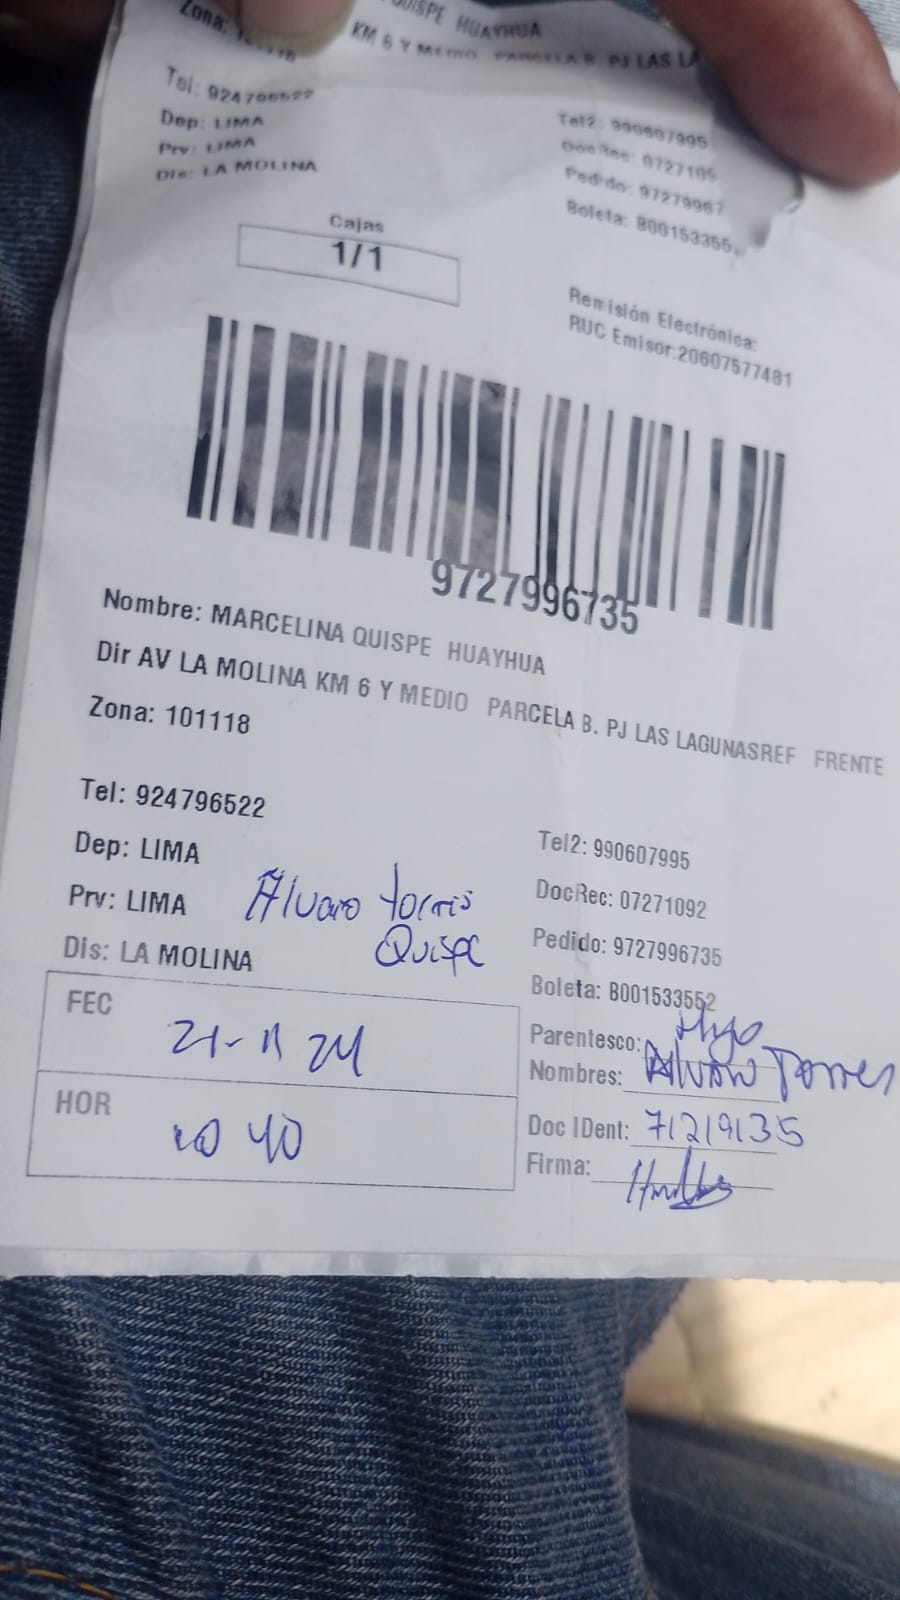 Zona:
QUISPE HUAYHUA
KM 6 Y MEDIO PARCELA B. PJ LAS LA
Tel: 924796522
Dep: LIMA
Prv: LIMA
Dis: LA MOLINA
Tel2: 990607995
DocRec: 0727109
Pedido: 97279967
Boleta: B00153355
Cajas
1/1
Remisión Electrónica:
RUC Emisor:20607577481
9727996735
Nombre: MARCELINA QUISPE HUAYHUA
Dir AV LA MOLINA KM 6 Y MEDIO PARCELA B. PJ LAS LAGUNASREF FRENTE
Zona: 101118
Tel: 924796522
Dep: LIMA
Prv: LIMA
Dis: LA MOLINA
Alvaro Torres
Quispe
Tel2: 990607995
DocRec: 07271092
Pedido: 9727996735
Boleta: B001533552
Parentesco: Hijo
Nombres: Alvaro Torres
Doc IDent: 71219135
Firma:
FEC
21-11 24
HOR
10 40